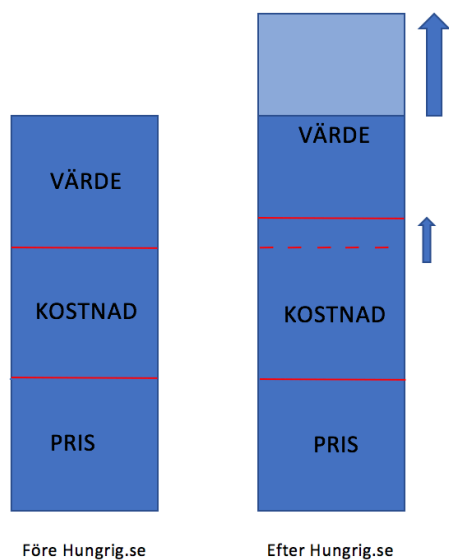 VÄRDE
KOSTNAD
PRIS
Före Hungrig.se
VÄRDE
KOSTNAD
PRIS
Efter Hungrig.se